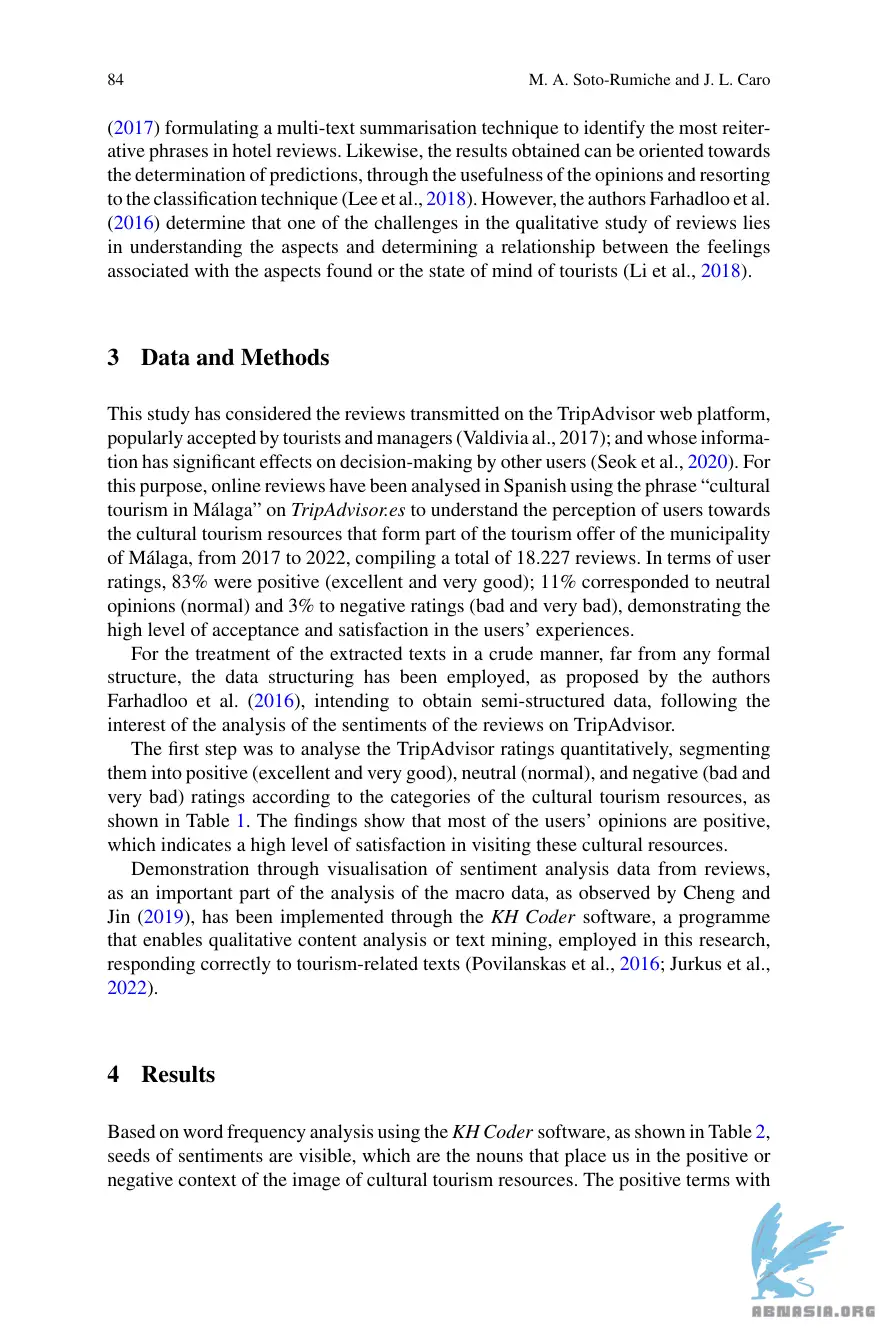 84
M. A. Soto-Rumiche and J. L. Caro
(2017) formulating a multi-text summarisation technique to identify the most reiter-
ative phrases in hotel reviews. Likewise, the results obtained can be oriented towards
the determination of predictions, through the usefulness of the opinions and resorting
to the classification technique (Lee et al., 2018). However, the authors Farhadloo et al.
(2016) determine that one of the challenges in the qualitative study of reviews lies
in understanding the aspects and determining a relationship between the feelings
associated with the aspects found or the state of mind of tourists (Li et al., 2018).
3 Data and Methods
This study has considered the reviews transmitted on the TripAdvisor web platform,
popularly accepted by tourists and managers (Valdivia al., 2017); and whose informa-
tion has significant effects on decision-making by other users (Seok et al., 2020). For
this purpose, online reviews have been analysed in Spanish using the phrase “cultural
tourism in Málaga” on TripAdvisor.es to understand the perception of users towards
the cultural tourism resources that form part of the tourism offer of the municipality
of Málaga, from 2017 to 2022, compiling a total of 18.227 reviews. In terms of user
ratings, 83% were positive (excellent and very good); 11% corresponded to neutral
opinions (normal) and 3% to negative ratings (bad and very bad), demonstrating the
high level of acceptance and satisfaction in the users’ experiences.
For the treatment of the extracted texts in a crude manner, far from any formal
structure, the data structuring has been employed, as proposed by the authors
Farhadloo et al. (2016), intending to obtain semi-structured data, following the
interest of the analysis of the sentiments of the reviews on TripAdvisor.
The first step was to analyse the TripAdvisor ratings quantitatively, segmenting
them into positive (excellent and very good), neutral (normal), and negative (bad and
very bad) ratings according to the categories of the cultural tourism resources, as
shown in Table 1. The findings show that most of the users’ opinions are positive,
which indicates a high level of satisfaction in visiting these cultural resources.
Demonstration through visualisation of sentiment analysis data from reviews,
as an important part of the analysis of the macro data, as observed by Cheng and
Jin (2019), has been implemented through the KH Coder software, a programme
that enables qualitative content analysis or text mining, employed in this research,
responding correctly to tourism-related texts (Povilanskas et al., 2016; Jurkus et al.,
2022).
4 Results
Based on word frequency analysis using the KH Coder software, as shown in Table 2,
seeds of sentiments are visible, which are the nouns that place us in the positive or
negative context of the image of cultural tourism resources. The positive terms with
ABNASIA.ORG